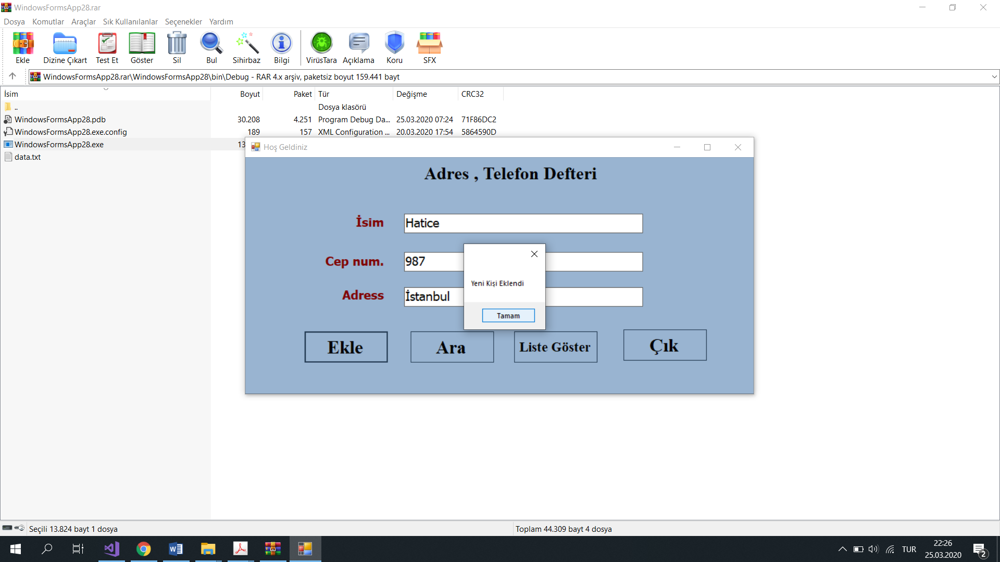 WindowsFormsApp28.rar
Dosya Komutlar Araçlar Sık Kullanılanlar Seçenekler Yardım
Ekle Dizine Çıkart Test Et Göster Sil Bul Sihirbaz Bilgi VirüsTara Açıklama Koru SFX
WindowsFormsApp28.rar\WindowsFormsApp28\bin\Debug - RAR 4.x arşiv, paketsiz boyut 159.441 bayt
İsim Boyut Paket Tür Değişme CRC32
.. Dosya klasörü
WindowsFormsApp28.pdb 30.208 4.251 Program Debug Da... 25.03.2020 07:24 71F86DC2
WindowsFormsApp28.exe.config 189 157 XML Configuration ... 20.03.2020 17:54 5864590D
WindowsFormsApp28.exe 13
data.txt
Hoş Geldiniz
Adres , Telefon Defteri
İsim Hatice
Cep num. 987
Adress İstanbul
Yeni Kişi Eklendi
Tamam
Ekle Ara Liste Göster Çık
Seçili 13.824 bayt 1 dosya Toplam 44.309 bayt 4 dosya
TUR 22:26
25.03.2020 2